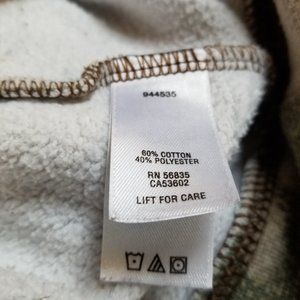 944535
60% COTTON
40% POLYESTER
RN 56835
CA53602
LIFT FOR CARE